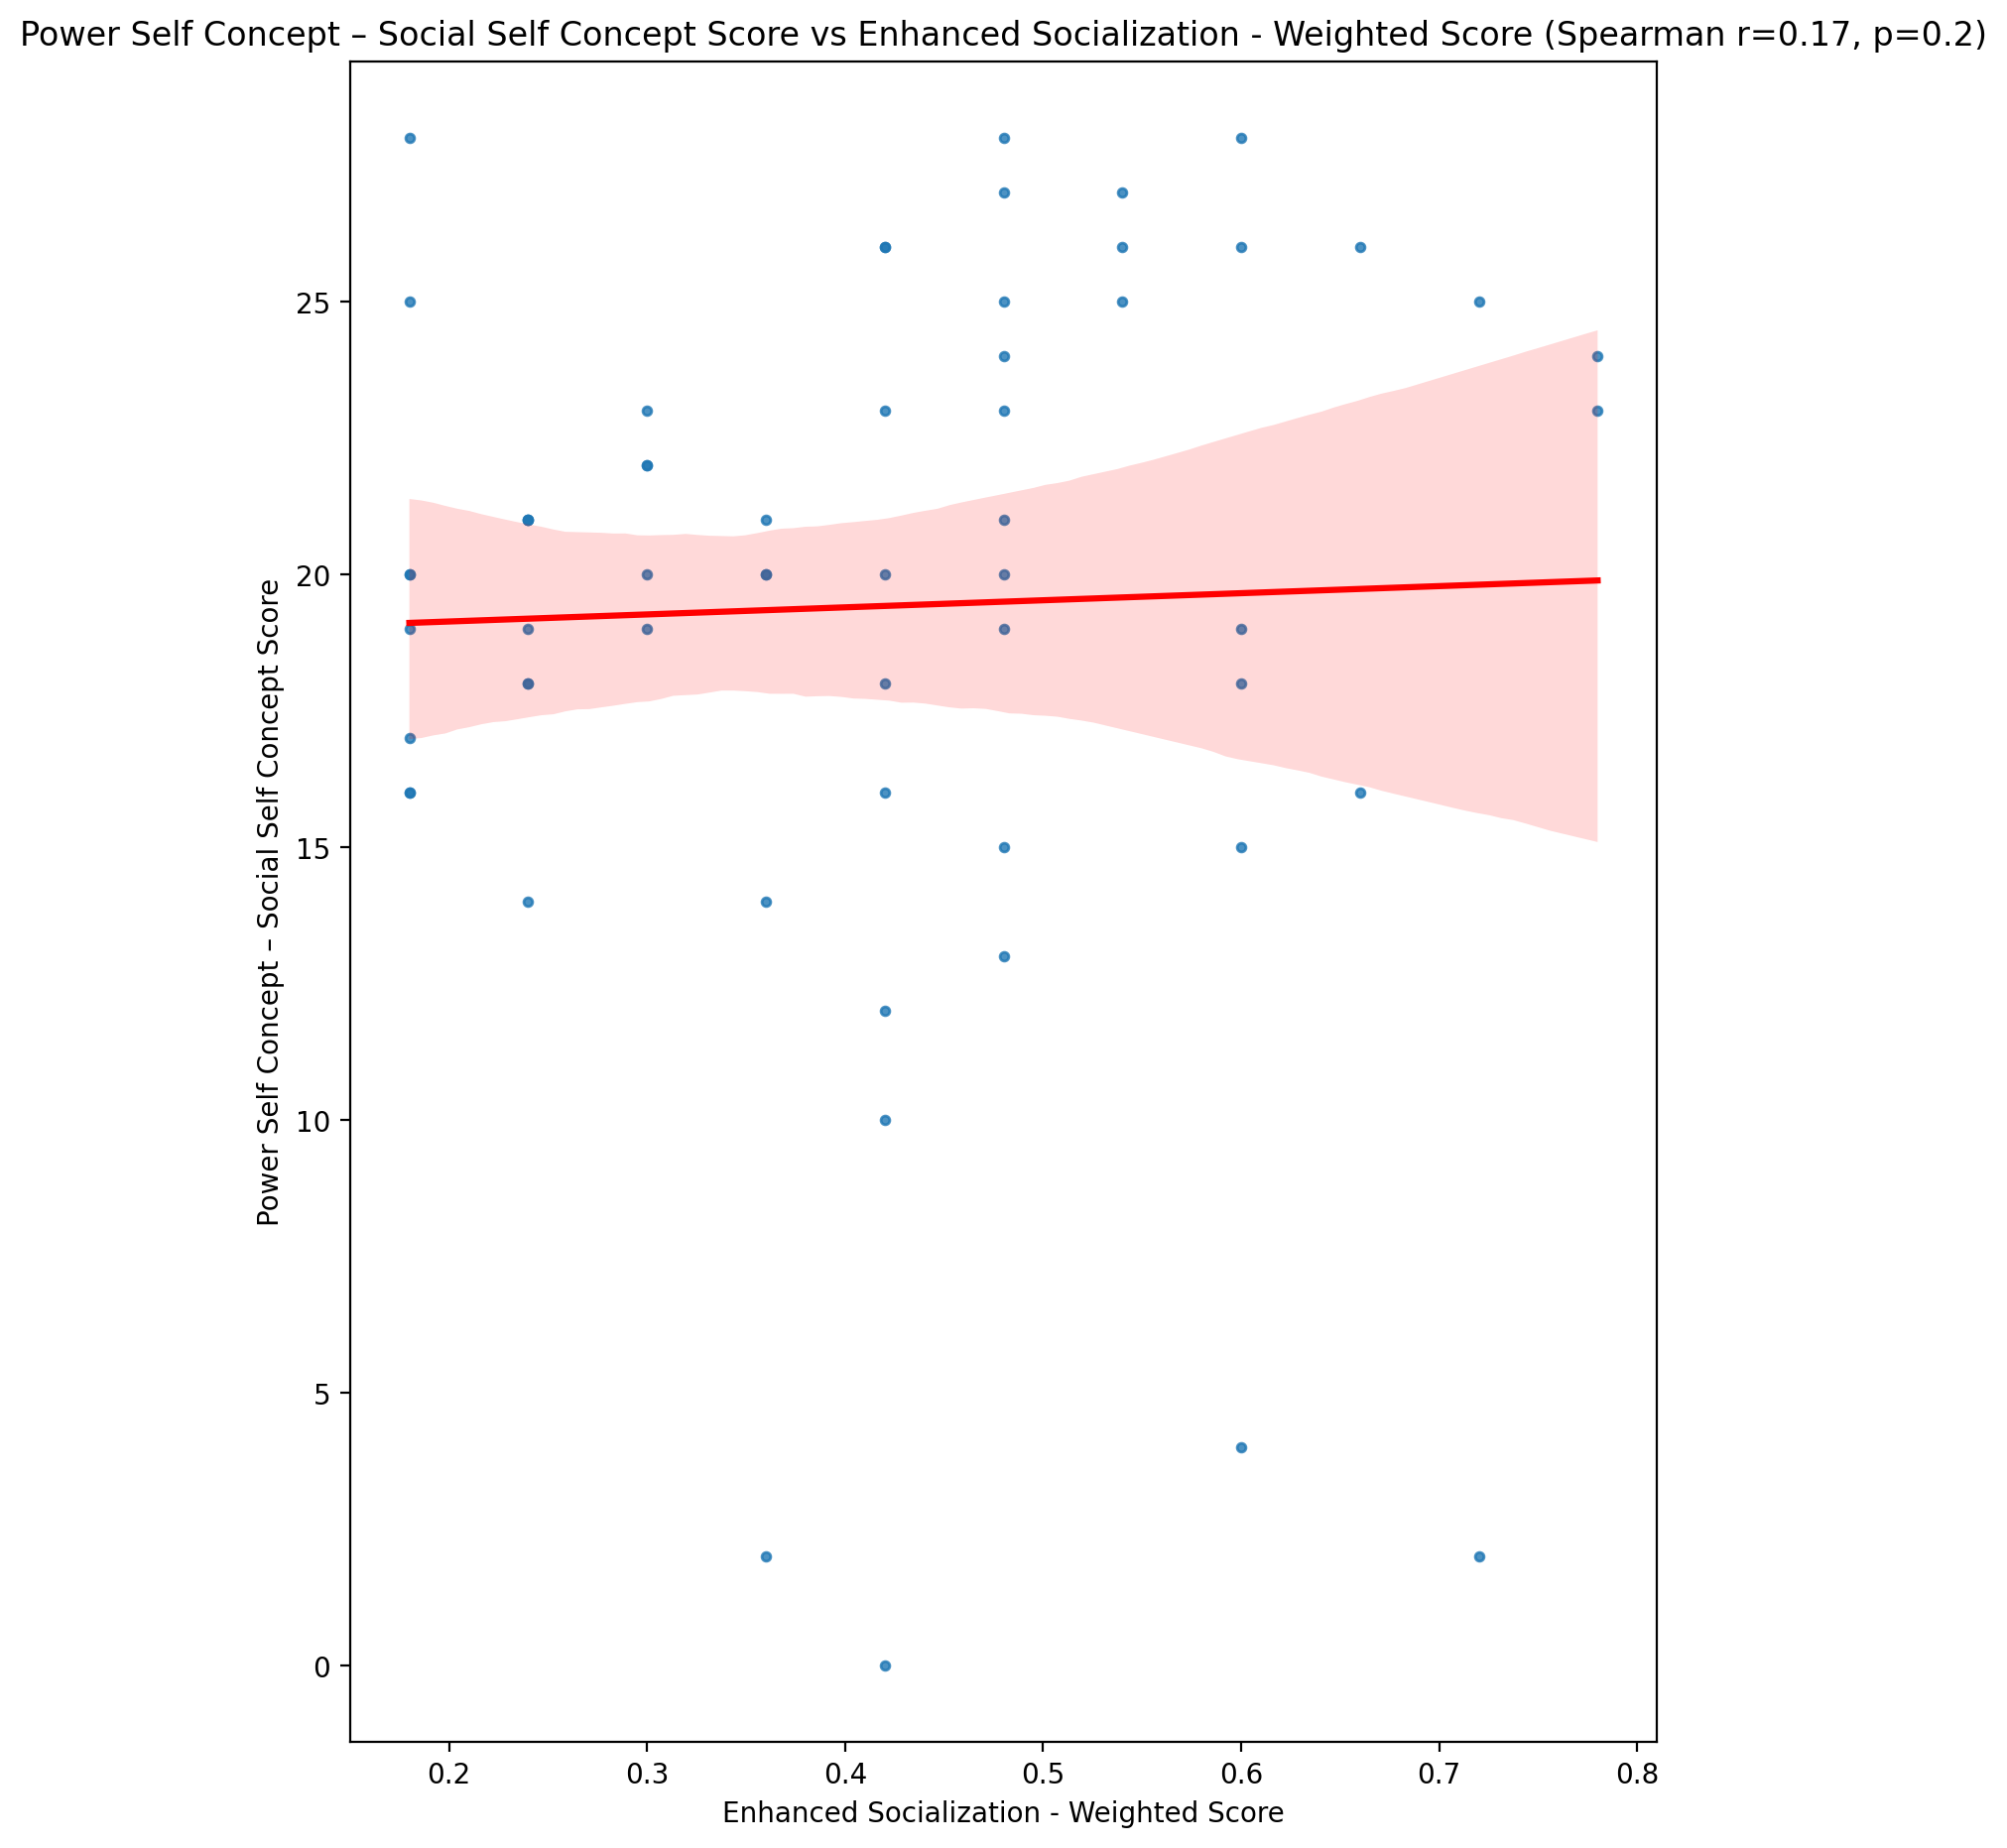 Power Self Concept – Social Self Concept Score vs Enhanced Socialization - Weighted Score (Spearman r=0.17, p=0.2)
Power Self Concept – Social Self Concept Score
25
20
15
10
5
0
0.2 0.3 0.4 0.5 0.6 0.7 0.8
Enhanced Socialization - Weighted Score